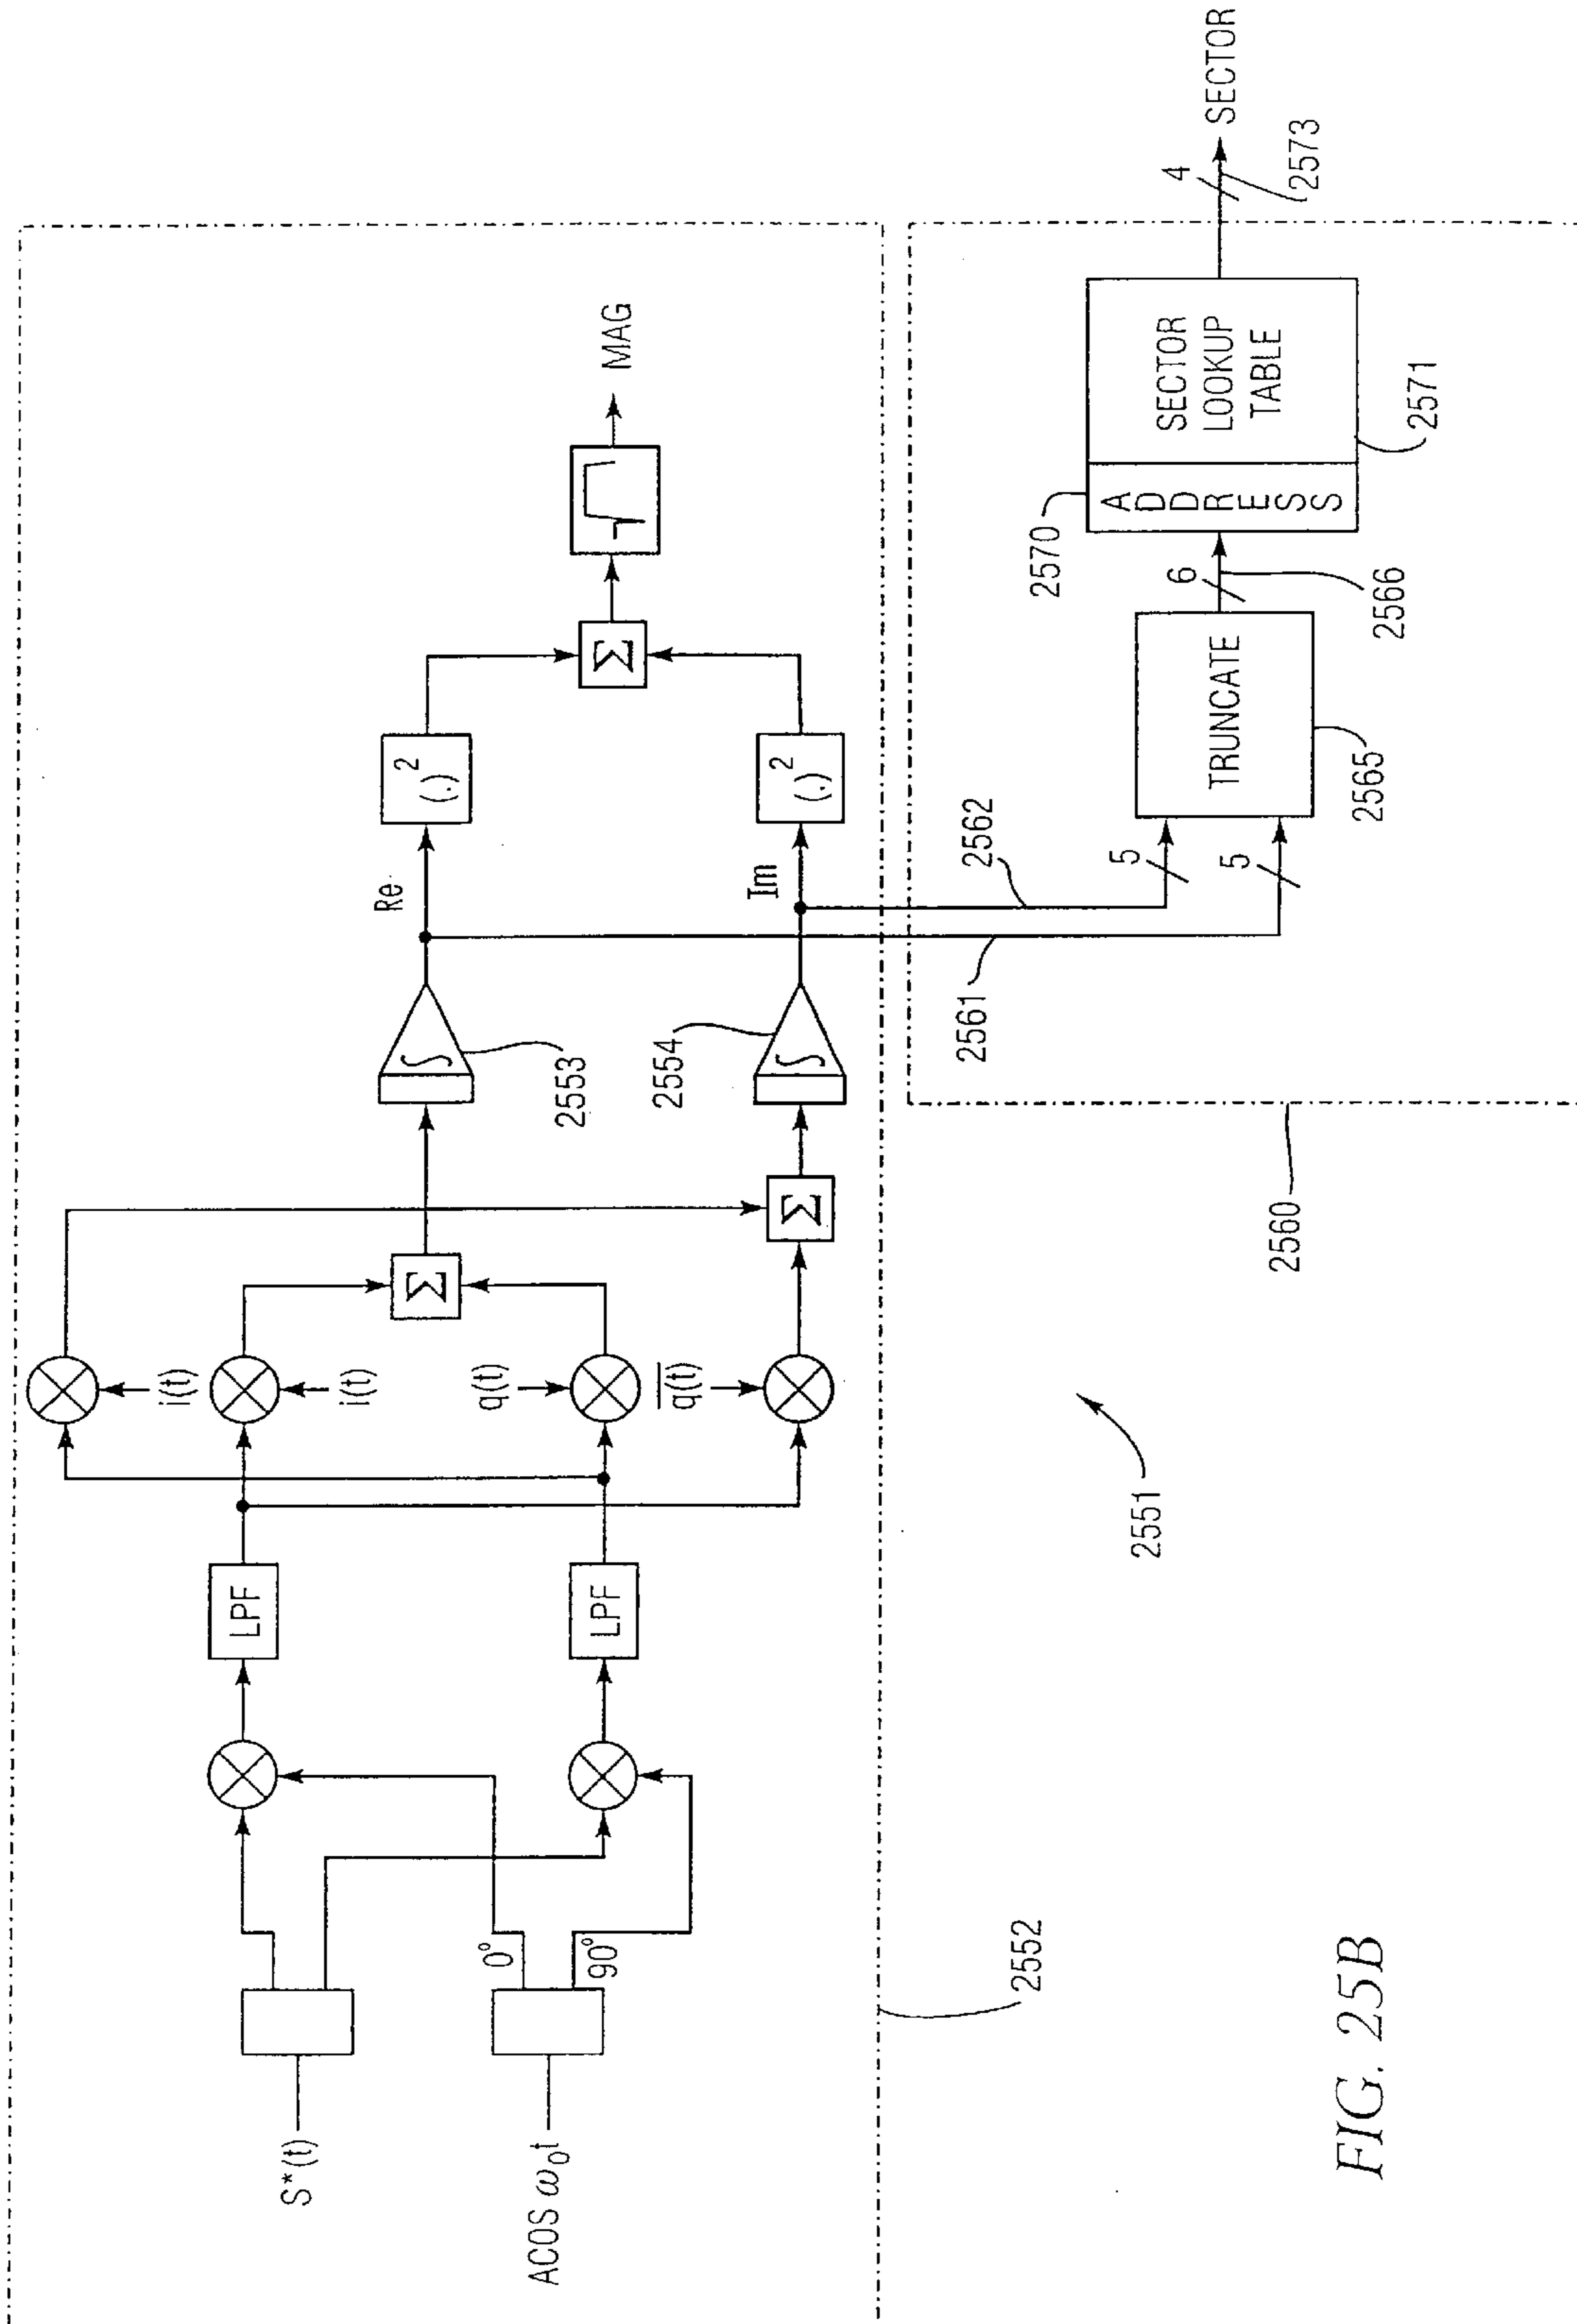 S*(t)
ACOS ω₀t
0°
90°
LPF
LPF
i(t)
i(t)
q(t)
q(t)
Σ
Σ
∫
2553
∫
2554
Re
Im
(.)²
(.)²
Σ
MAG
2552
2551
2560
2561
2562
5
5
TRUNCATE
2565
6
2566
2570
ADDRESS
SECTOR
LOOKUP
TABLE
2571
4
SECTOR
2573
FIG. 25B